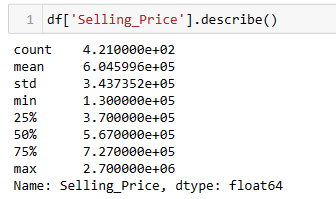 1 df['Selling_Price'].describe()
count 4.210000e+02
mean 6.045996e+05
std 3.437352e+05
min 1.300000e+05
25% 3.700000e+05
50% 5.670000e+05
75% 7.270000e+05
max 2.700000e+06
Name: Selling_Price, dtype: float64